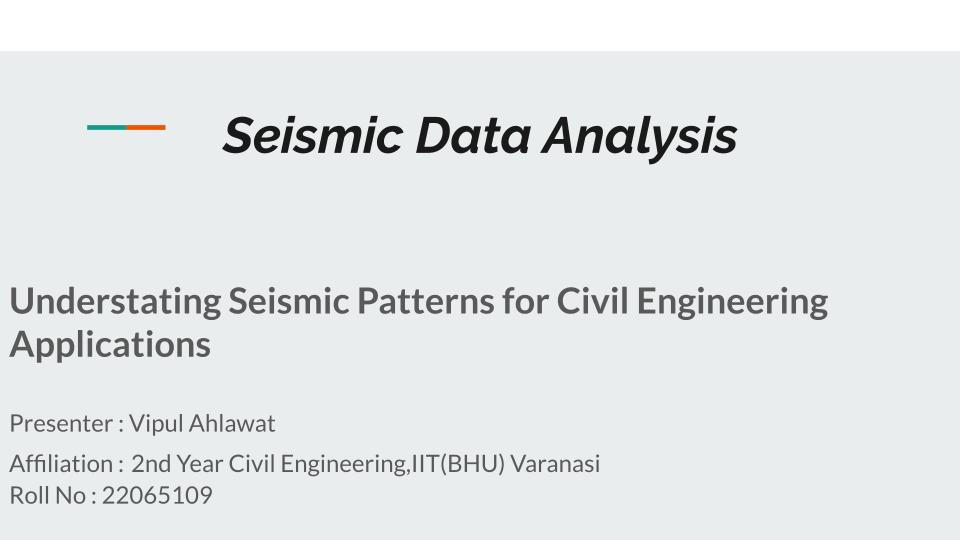 Seismic Data Analysis
Understating Seismic Patterns for Civil Engineering
Applications
Presenter : Vipul Ahlawat
Affiliation : 2nd Year Civil Engineering,IIT(BHU) Varanasi
Roll No : 22065109